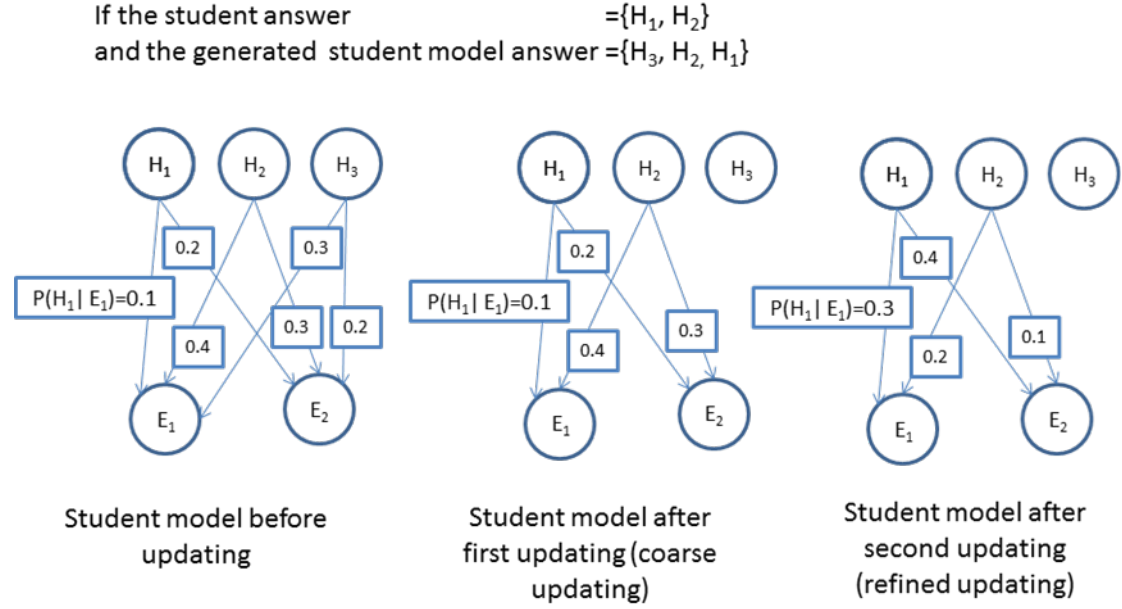 If the student answer ={H₁, H₂}
and the generated student model answer ={H₃, H₂, H₁}
H₁ H₂ H₃
0.2 0.3
P(H₁| E₁)=0.1
0.4 0.3 0.2
E₁ E₂
Student model before
updating
H₁ H₂ H₃
0.2
P(H₁| E₁)=0.1
0.4 0.3
E₁ E₂
Student model after
first updating (coarse
updating)
H₁ H₂ H₃
0.4
P(H₁| E₁)=0.3
0.2 0.1
E₁ E₂
Student model after
second updating
(refined updating)